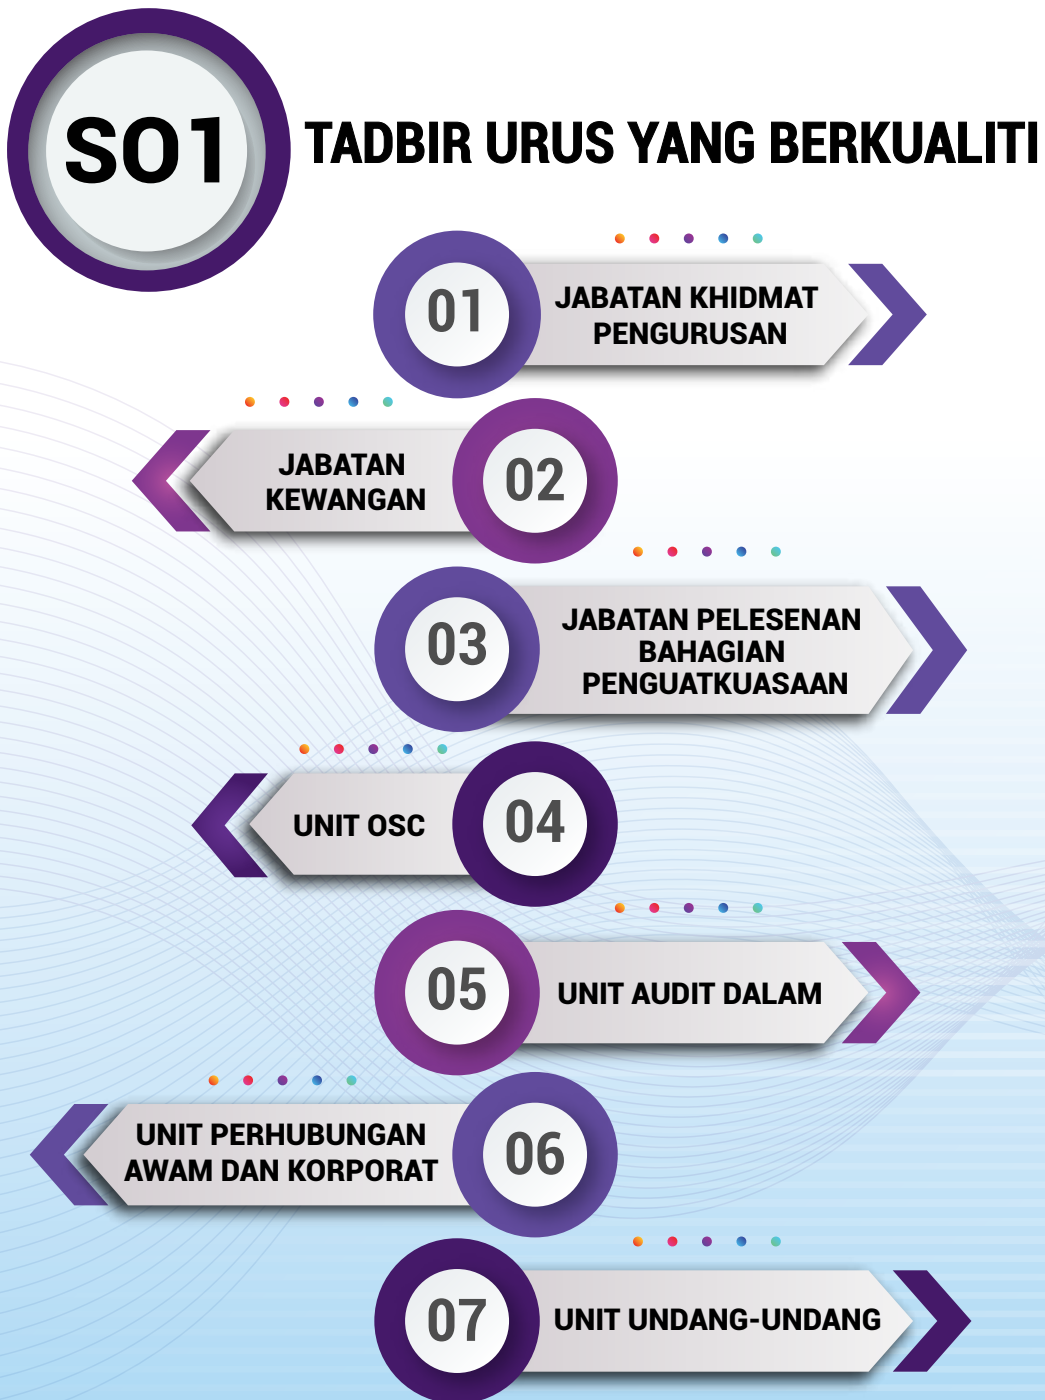 SO1
TADBIR URUS YANG BERKUALITI
01
JABATAN KHIDMAT
PENGURUSAN
JABATAN
KEWANGAN
02
03
JABATAN PELESENAN
BAHAGIAN
PENGUATKUASAAN
UNIT OSC
04
05
UNIT AUDIT DALAM
UNIT PERHUBUNGAN
AWAM DAN KORPORAT
06
07
UNIT UNDANG-UNDANG